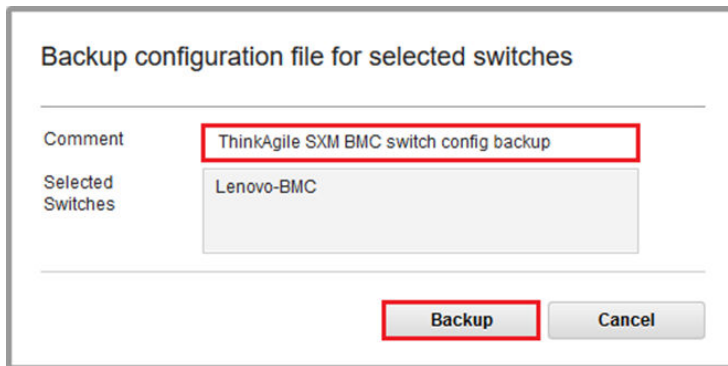 Backup configuration file for selected switches
Comment
ThinkAgile SXM BMC switch config backup
Selected
Switches
Lenovo-BMC
Backup
Cancel